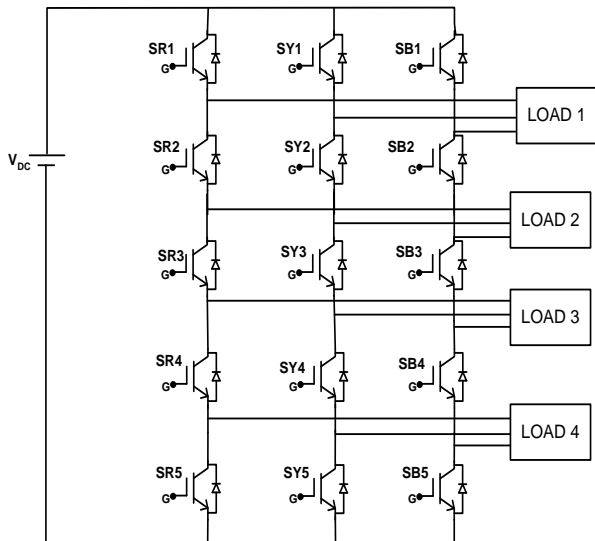 SR1 SY1 SB1
G G G
LOAD 1
SR2 SY2 SB2
V_DC
G G G
LOAD 2
SR3 SY3 SB3
G G G
LOAD 3
SR4 SY4 SB4
G G G
LOAD 4
SR5 SY5 SB5
G G G